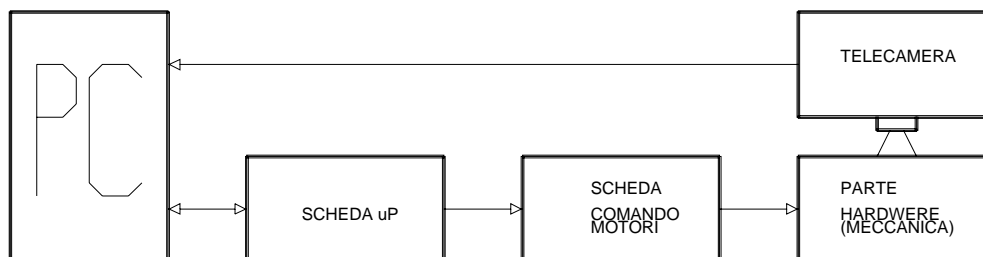 PC
TELECAMERA
SCHEDA uP
SCHEDA
COMANDO
MOTORI
PARTE
HARDWERE
(MECCANICA)